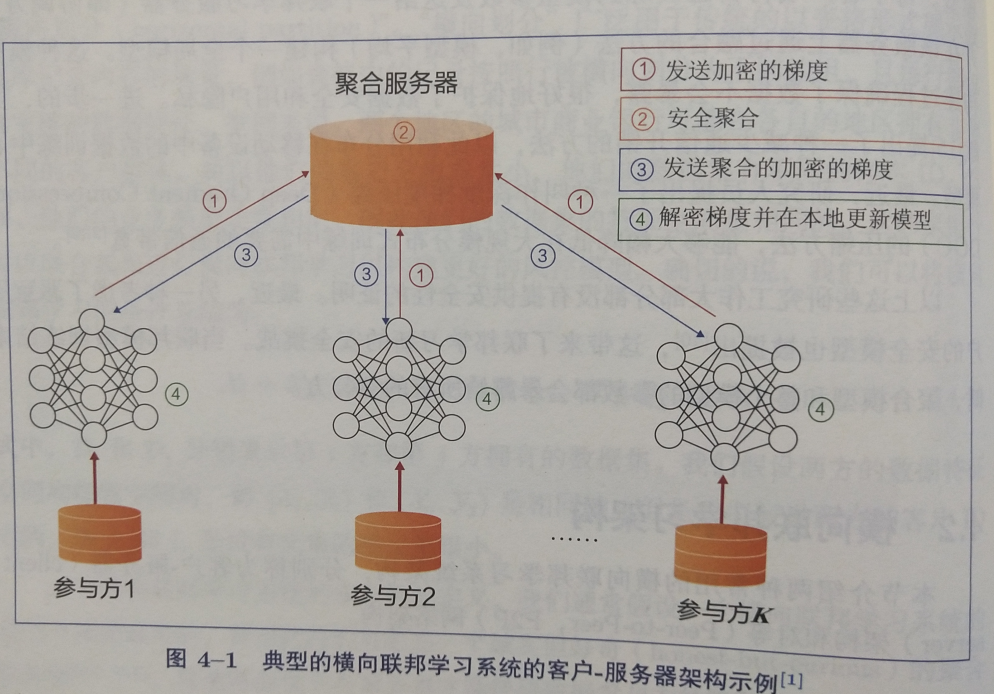 聚合服务器
②
① 发送加密的梯度
② 安全聚合
③ 发送聚合的加密的梯度
④ 解密梯度并在本地更新模型
①
③
③
①
①
③
④
④
④
......
参与方1
参与方2
参与方K
图 4-1 典型的横向联邦学习系统的客户-服务器架构示例[1]